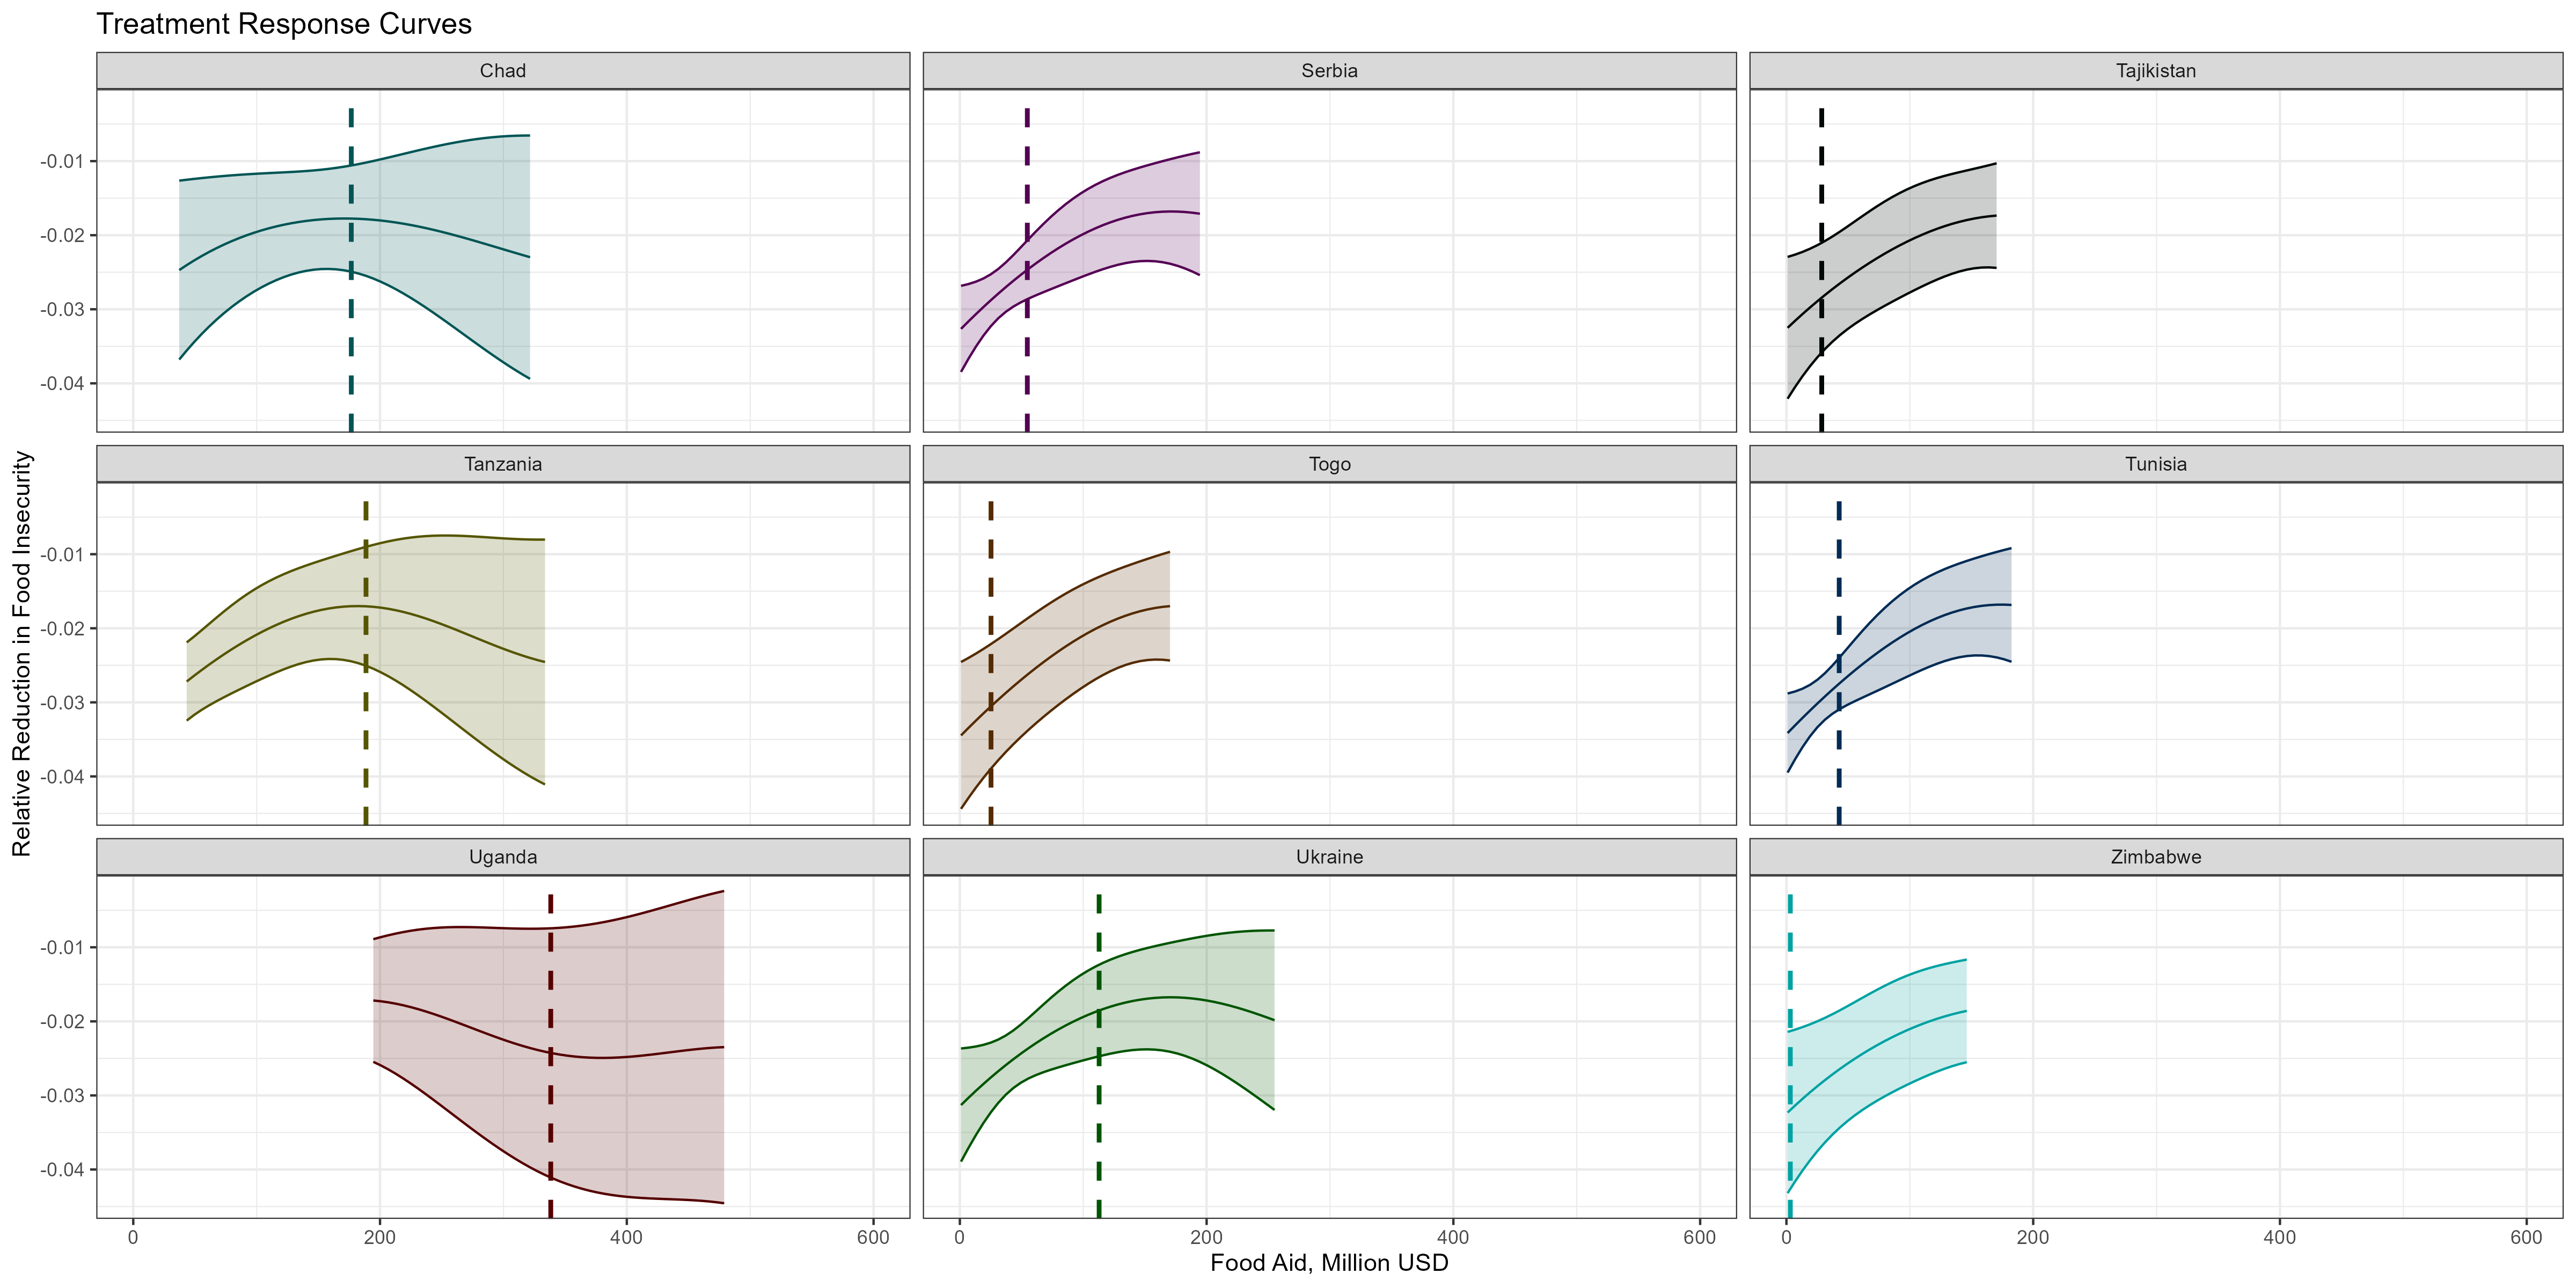 Treatment Response Curves
Chad
Serbia
Tajikistan
-0.01
-0.02
-0.03
-0.04
Tanzania
Togo
Tunisia
-0.01
-0.02
-0.03
-0.04
Relative Reduction in Food Insecurity
Uganda
Ukraine
Zimbabwe
-0.01
-0.02
-0.03
-0.04
0 200 400 600 0 200 400 600 0 200 400 600
Food Aid, Million USD